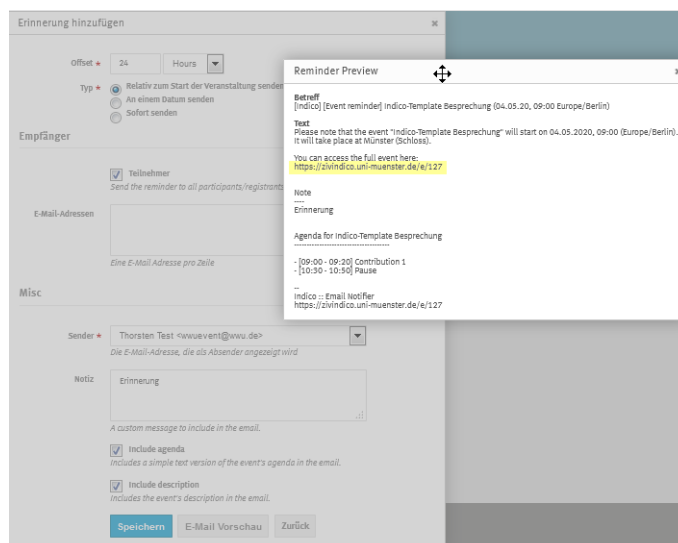 Erinnerung hinzufügen
Offset * 24 Hours
Typ * Relativ zum Start der Veranstaltung senden
An einem Datum senden
Sofort senden
Empfänger
Teilnehmer
Send the reminder to all participants/registrants
E-Mail-Adressen
Eine E-Mail Adresse pro Zeile
Misc
Sender * Thorsten Test <wwuevent@wwu.de>
Die E-Mail-Adresse, die als Absender angezeigt wird
Notiz Erinnerung
A custom message to include in the email.
Include agenda
Includes a simple text version of the event's agenda in the email.
Include description
Includes the event's description in the email.
Speichern E-Mail Vorschau Zurück
Reminder Preview
Betreff
[Indico] [Event reminder] Indico-Template Besprechung (04.05.20, 09:00 Europe/Berlin)
Text
Please note that the event "Indico-Template Besprechung" will start on 04.05.2020, 09:00 (Europe/Berlin).
It will take place at Münster (Schloss).
You can access the full event here:
https://zivindico.uni-muenster.de/e/127
Note
----
Erinnerung
Agenda for Indico-Template Besprechung
--------------------------------------
- [09:00 - 09:20] Contribution 1
- [10:30 - 10:50] Pause
--
Indico :: Email Notifier
https://zivindico.uni-muenster.de/e/127